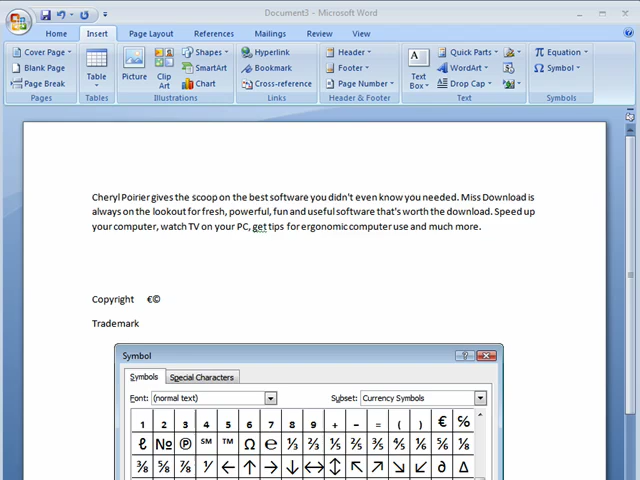 Document3 - Microsoft Word
Home Insert Page Layout References Mailings Review View
Cover Page Shapes Hyperlink Header Quick Parts Equation
Blank Page Table Picture Clip Art SmartArt Bookmark Footer Text Box WordArt Symbol
Page Break Chart Cross-reference Page Number Drop Cap
Pages Tables Illustrations Links Header & Footer Text Symbols
Cheryl Poirier gives the scoop on the best software you didn't even know you needed. Miss Download is
always on the lookout for fresh, powerful, fun and useful software that's worth the download. Speed up
your computer, watch TV on your PC, get tips for ergonomic computer use and much more.
Copyright €©
Trademark
Symbol
Symbols Special Characters
Font: (normal text) Subset: Currency Symbols
1 2 3 4 5 6 7 8 9 + − = ( ) € ℅
ℓ № ℗ ℠ ™ Ω ℮ ⅓ ⅔ ⅕ ⅖ ⅗ ⅘ ⅙ ⅚ ⅛
⅜ ⅝ ⅞ ⅟ ← ↑ → ↓ ↔ ↕ ↖ ↗ ↘ ↙ ∂ ∆